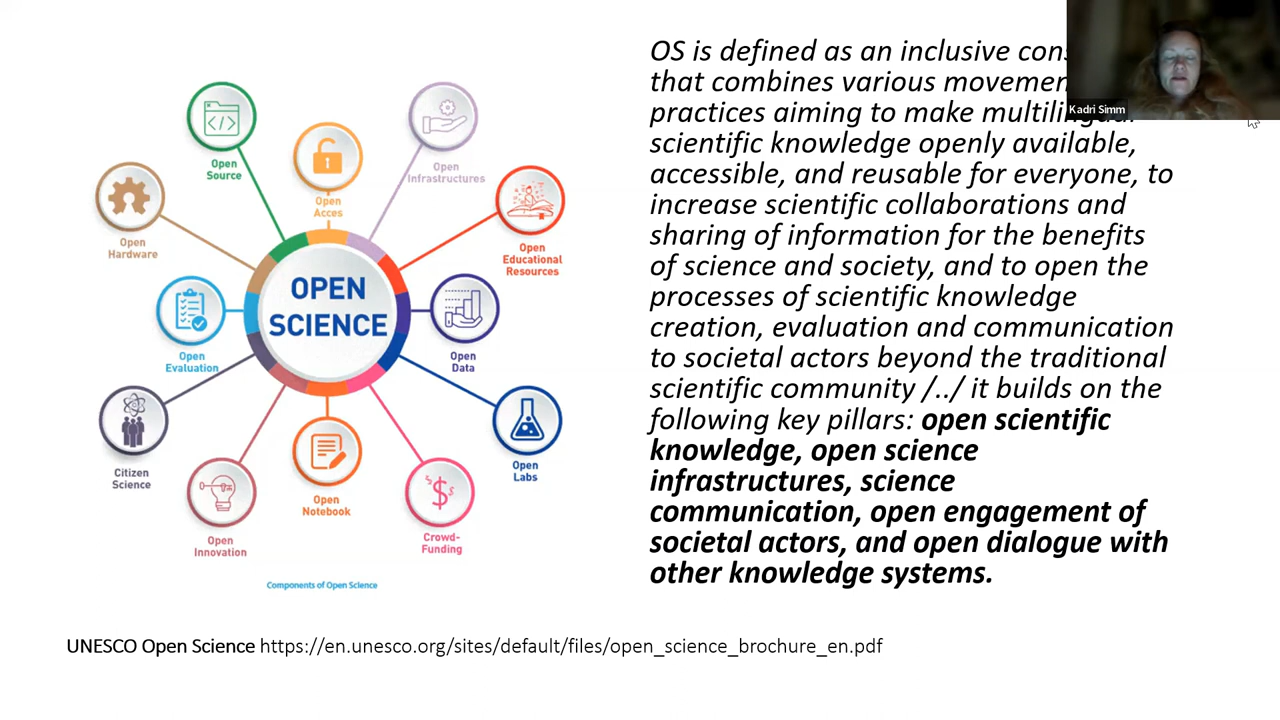 OS is defined as an inclusive
that combines various
practices aiming to make
scientific knowledge openly available,
accessible, and reusable for everyone, to
increase scientific collaborations and
sharing of information for the benefits
of science and society, and to open the
processes of scientific knowledge
creation, evaluation and communication
to societal actors beyond the traditional
scientific community /../ it builds on the
following key pillars: open scientific
knowledge, open science
infrastructures, science
communication, open engagement of
societal actors, and open dialogue with
other knowledge systems.
Kadri Simm
OPEN
SCIENCE
Open
Source
Open
Acces
Open
Infrastructures
Open
Hardware
Open
Educational
Resources
Open
Evaluation
Open
Data
Citizen
Science
Open
Labs
Open
Innovation
Open
Notebook
Crowd-
Funding
Components of Open Science
UNESCO Open Science https://en.unesco.org/sites/default/files/open_science_brochure_en.pdf